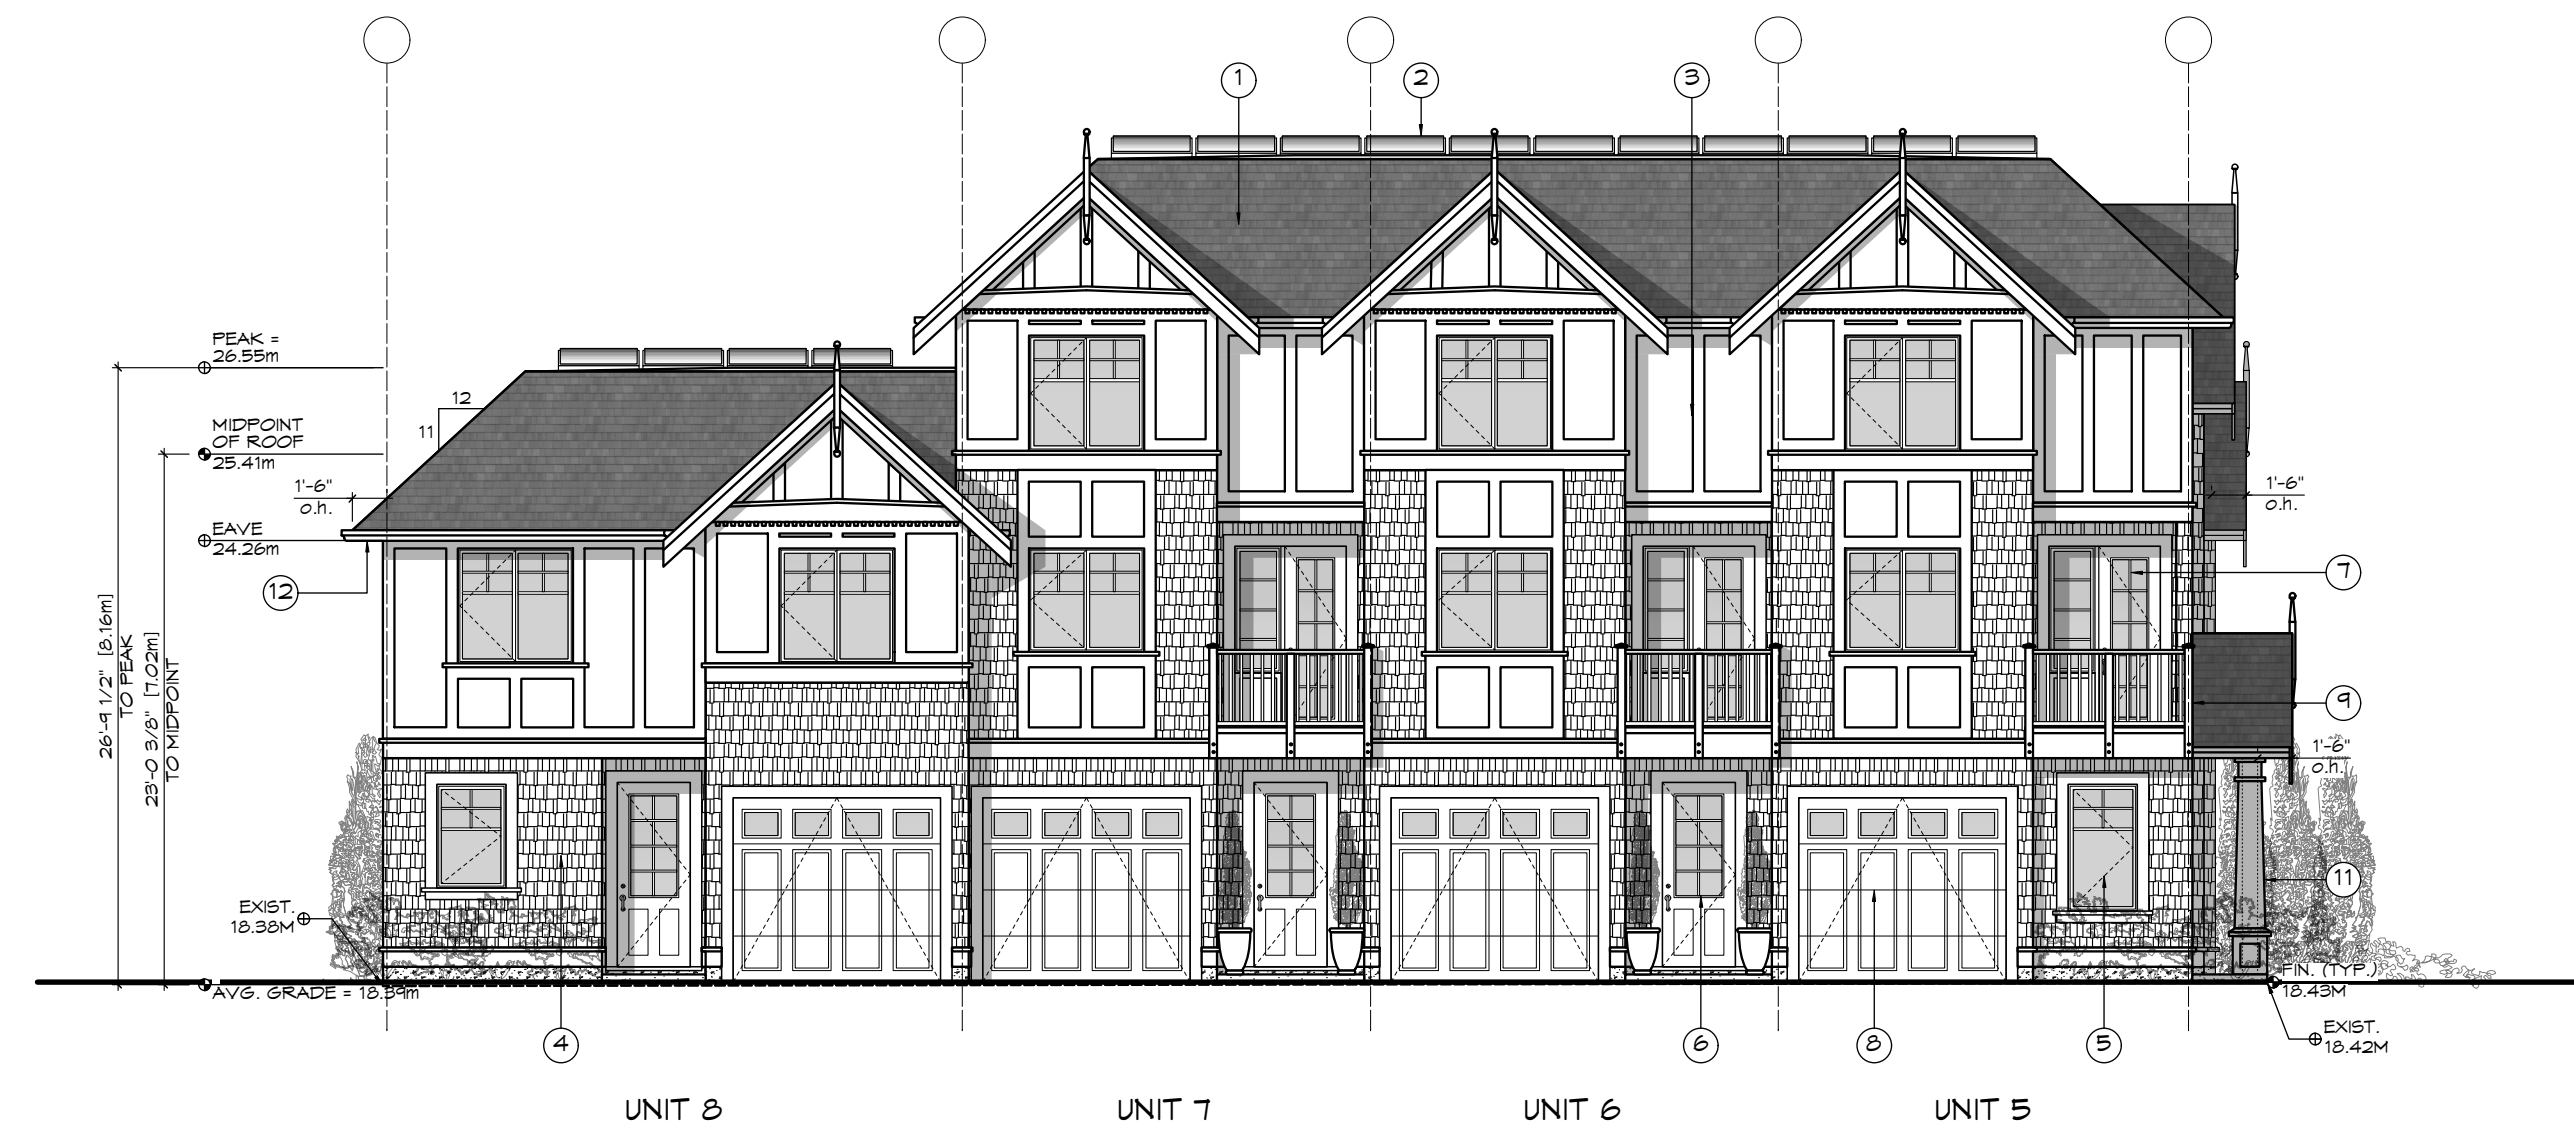 1
2
3
PEAK =
26.55m
12
11
MIDPOINT
OF ROOF
25.41m
1'-6"
o.h.
1'-6"
o.h.
EAVE
24.26m
12
7
26'-9 1/2" [8.16m]
TO PEAK
23'-0 3/8" [7.02m]
TO MIDPOINT
9
1'-6"
o.h.
11
EXIST.
18.38M
AVG. GRADE = 18.39m
FIN. (TYP.)
18.43M
EXIST.
18.42M
4
6
8
5
UNIT 8
UNIT 7
UNIT 6
UNIT 5